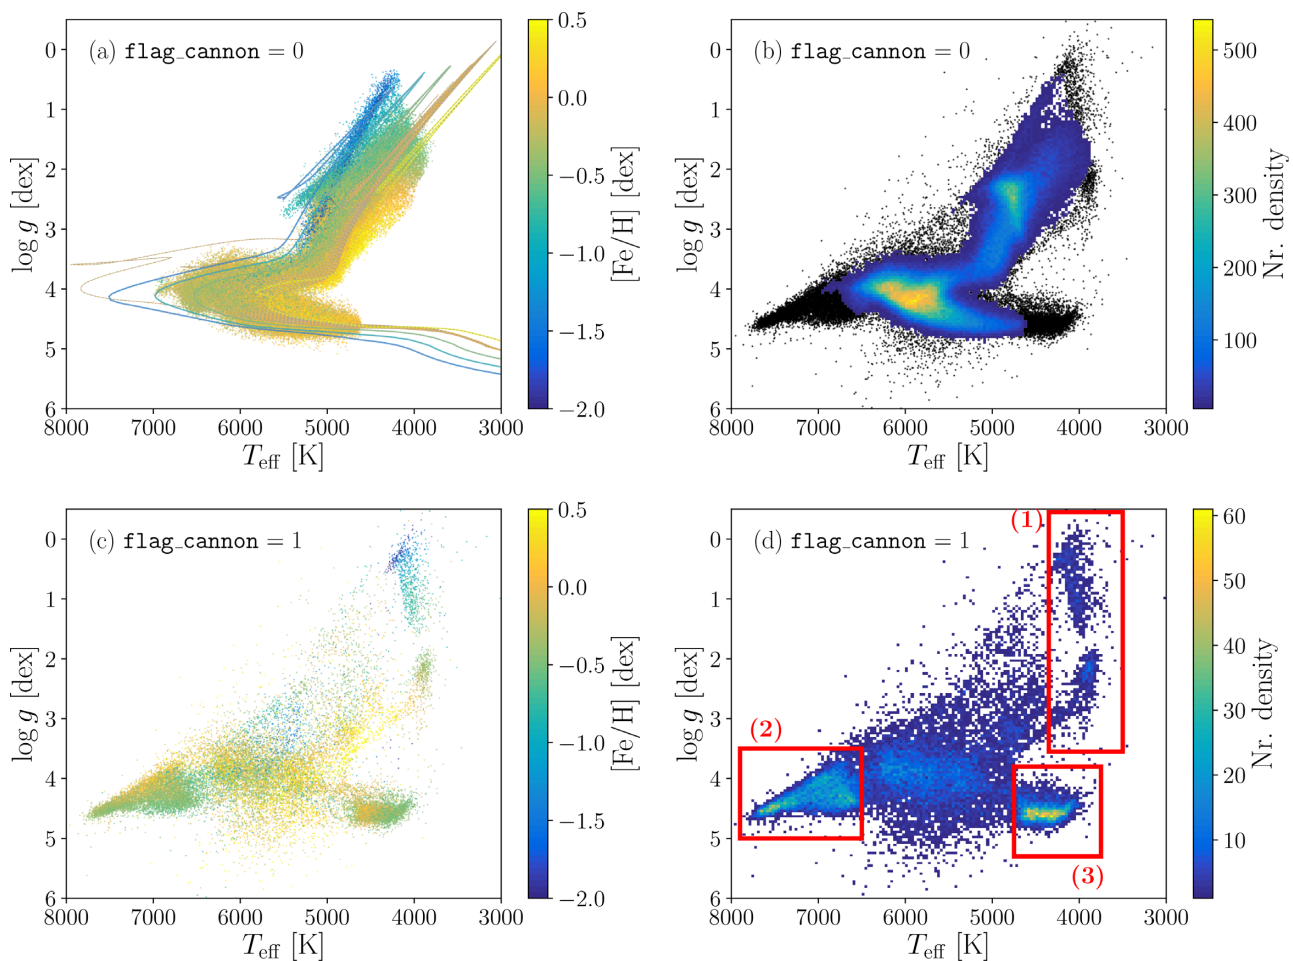 (a) flag_cannon = 0
0
1
2
3
4
5
6
log g [dex]
8000 7000 6000 5000 4000 3000
T_eff [K]
0.5
0.0
−0.5
−1.0
−1.5
−2.0
[Fe/H] [dex]
(b) flag_cannon = 0
0
1
2
3
4
5
6
log g [dex]
8000 7000 6000 5000 4000 3000
T_eff [K]
500
400
300
200
100
Nr. density
(c) flag_cannon = 1
0
1
2
3
4
5
6
log g [dex]
8000 7000 6000 5000 4000 3000
T_eff [K]
0.5
0.0
−0.5
−1.0
−1.5
−2.0
[Fe/H] [dex]
(d) flag_cannon = 1
(1)
(2)
(3)
0
1
2
3
4
5
6
log g [dex]
8000 7000 6000 5000 4000 3000
T_eff [K]
60
50
40
30
20
10
Nr. density